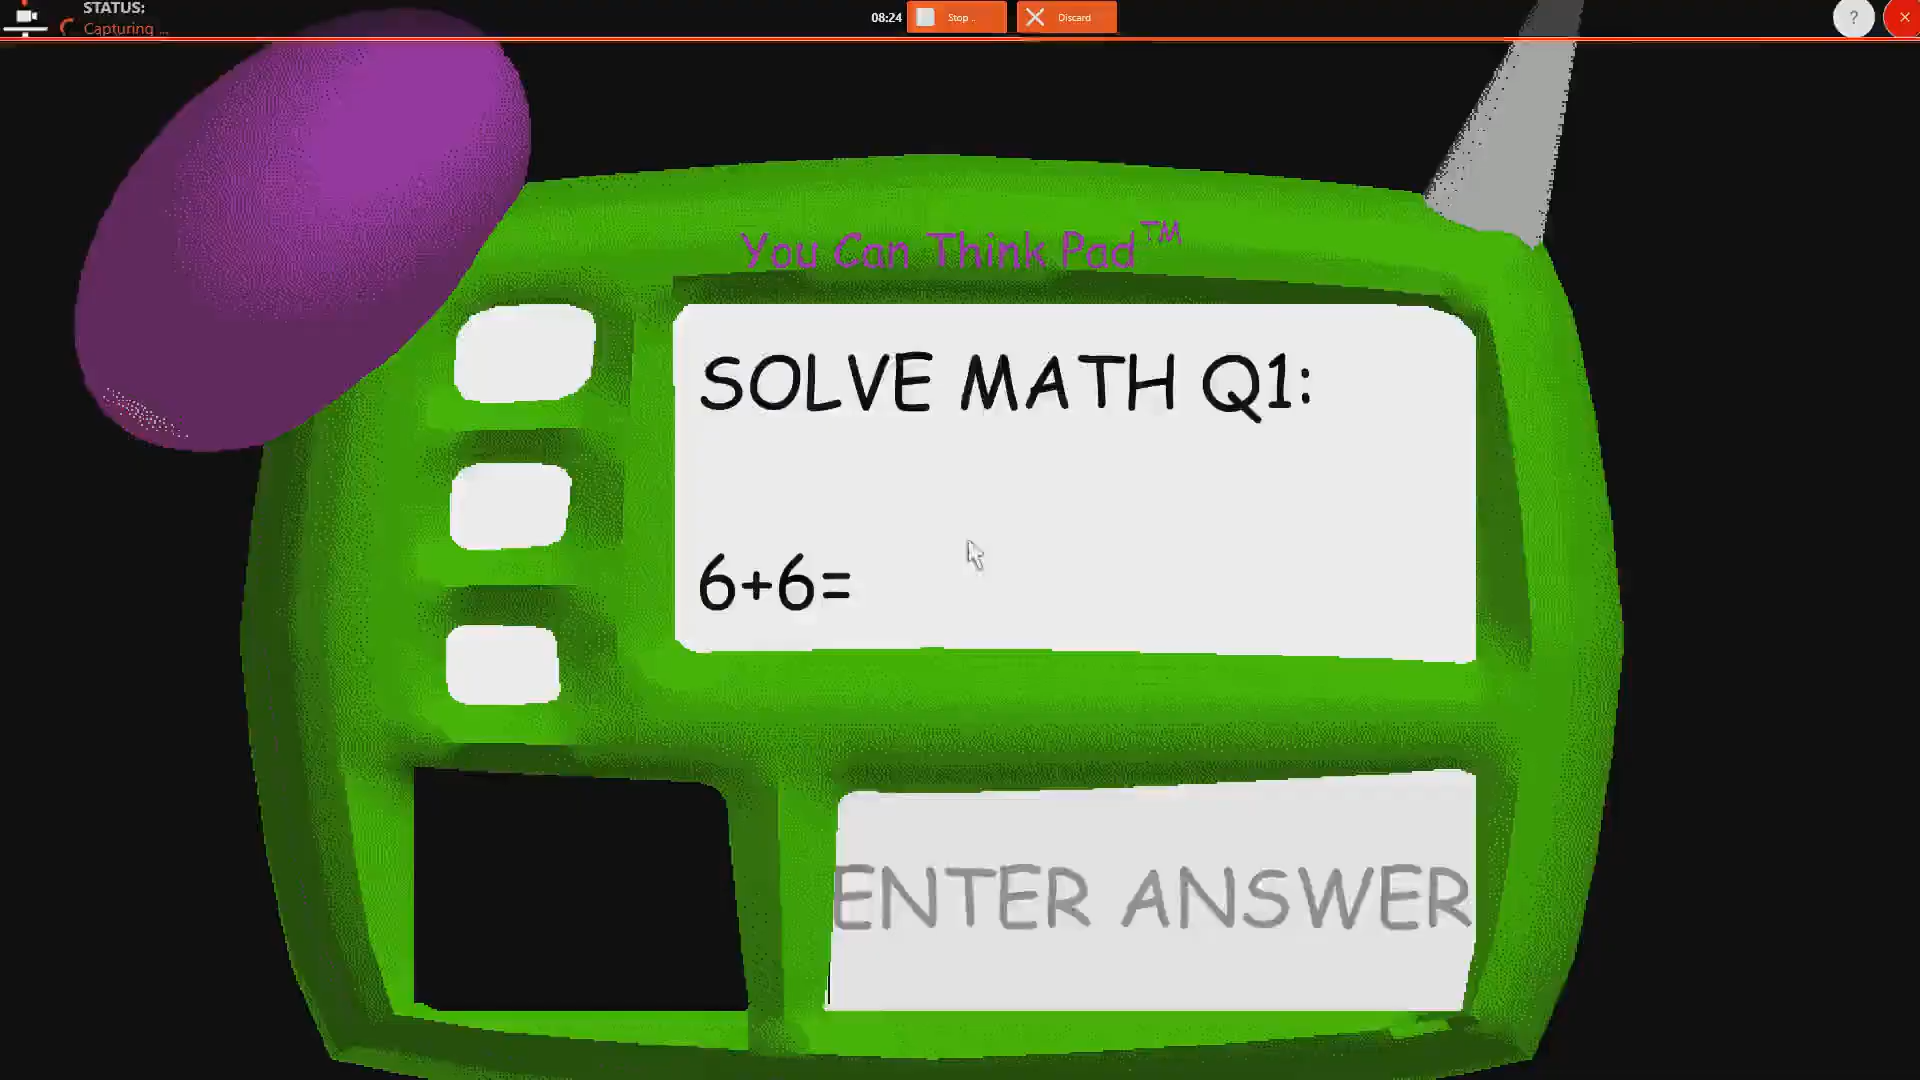 STATUS:
Capturing ...
08:24
Stop ..
Discard
?
You Can Think Pad™
SOLVE MATH Q1:
6+6=
ENTER ANSWER